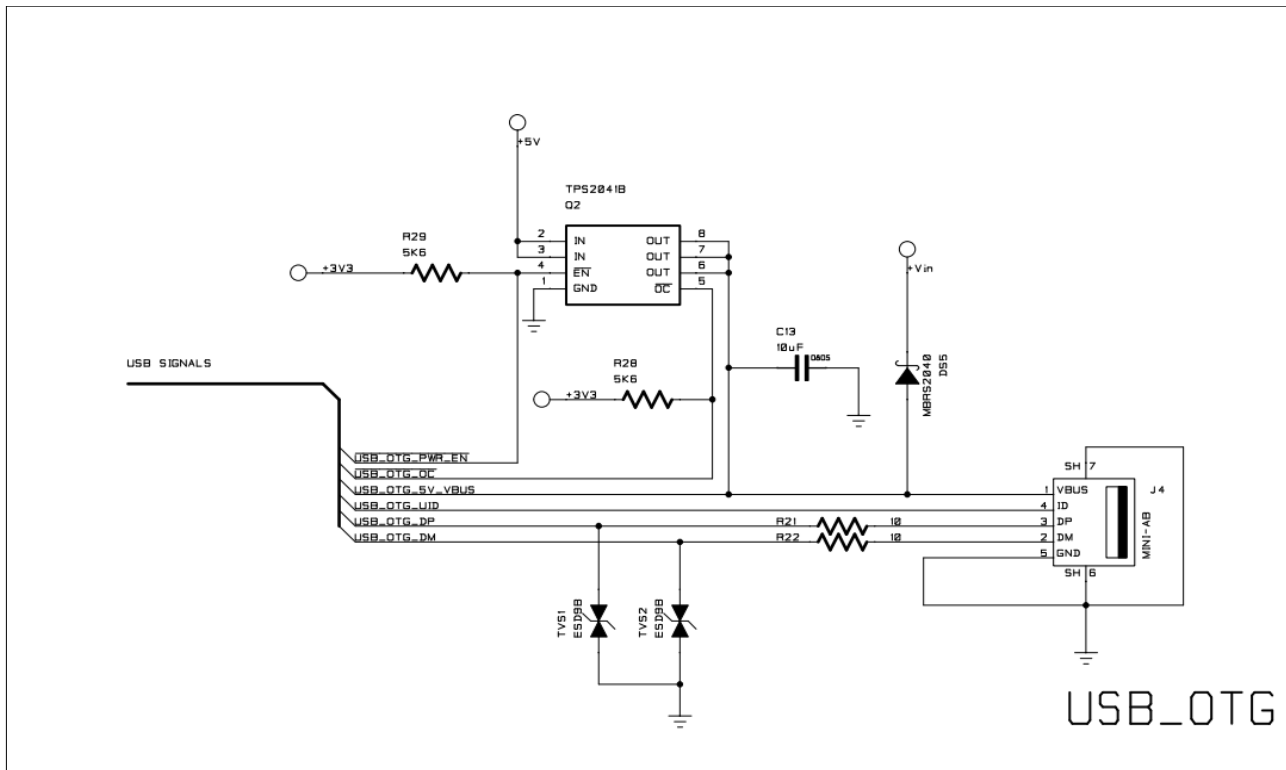 +5V
TPS2041B
Q2
R29
5K6
+3V3
2 IN OUT 8
3 IN OUT 7
4 EN OUT 6
1 GND OC 5
+Vin
C13
10uF
0805
MBRS2040
DS5
USB SIGNALS
R28
5K6
+3V3
USB_OTG_PWR_EN
USB_OTG_OC
USB_OTG_5V_VBUS
USB_OTG_UID
USB_OTG_DP
USB_OTG_DM
R21 10
R22 10
SH 7
1 VBUS
4 ID
3 DP
2 DM
5 GND
SH 6
J4
MINI-AB
TVS1
ESD9B
TVS2
ESD9B
USB_OTG